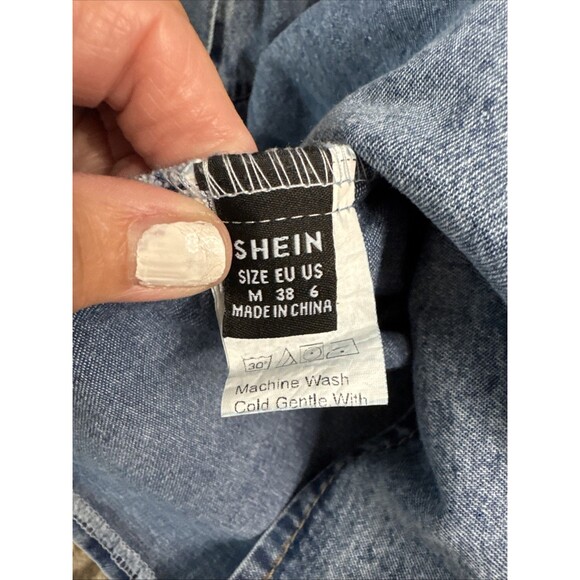 SHEIN
SIZE EU US
M 38 6
MADE IN CHINA
30°
Machine Wash
Cold Gentle With